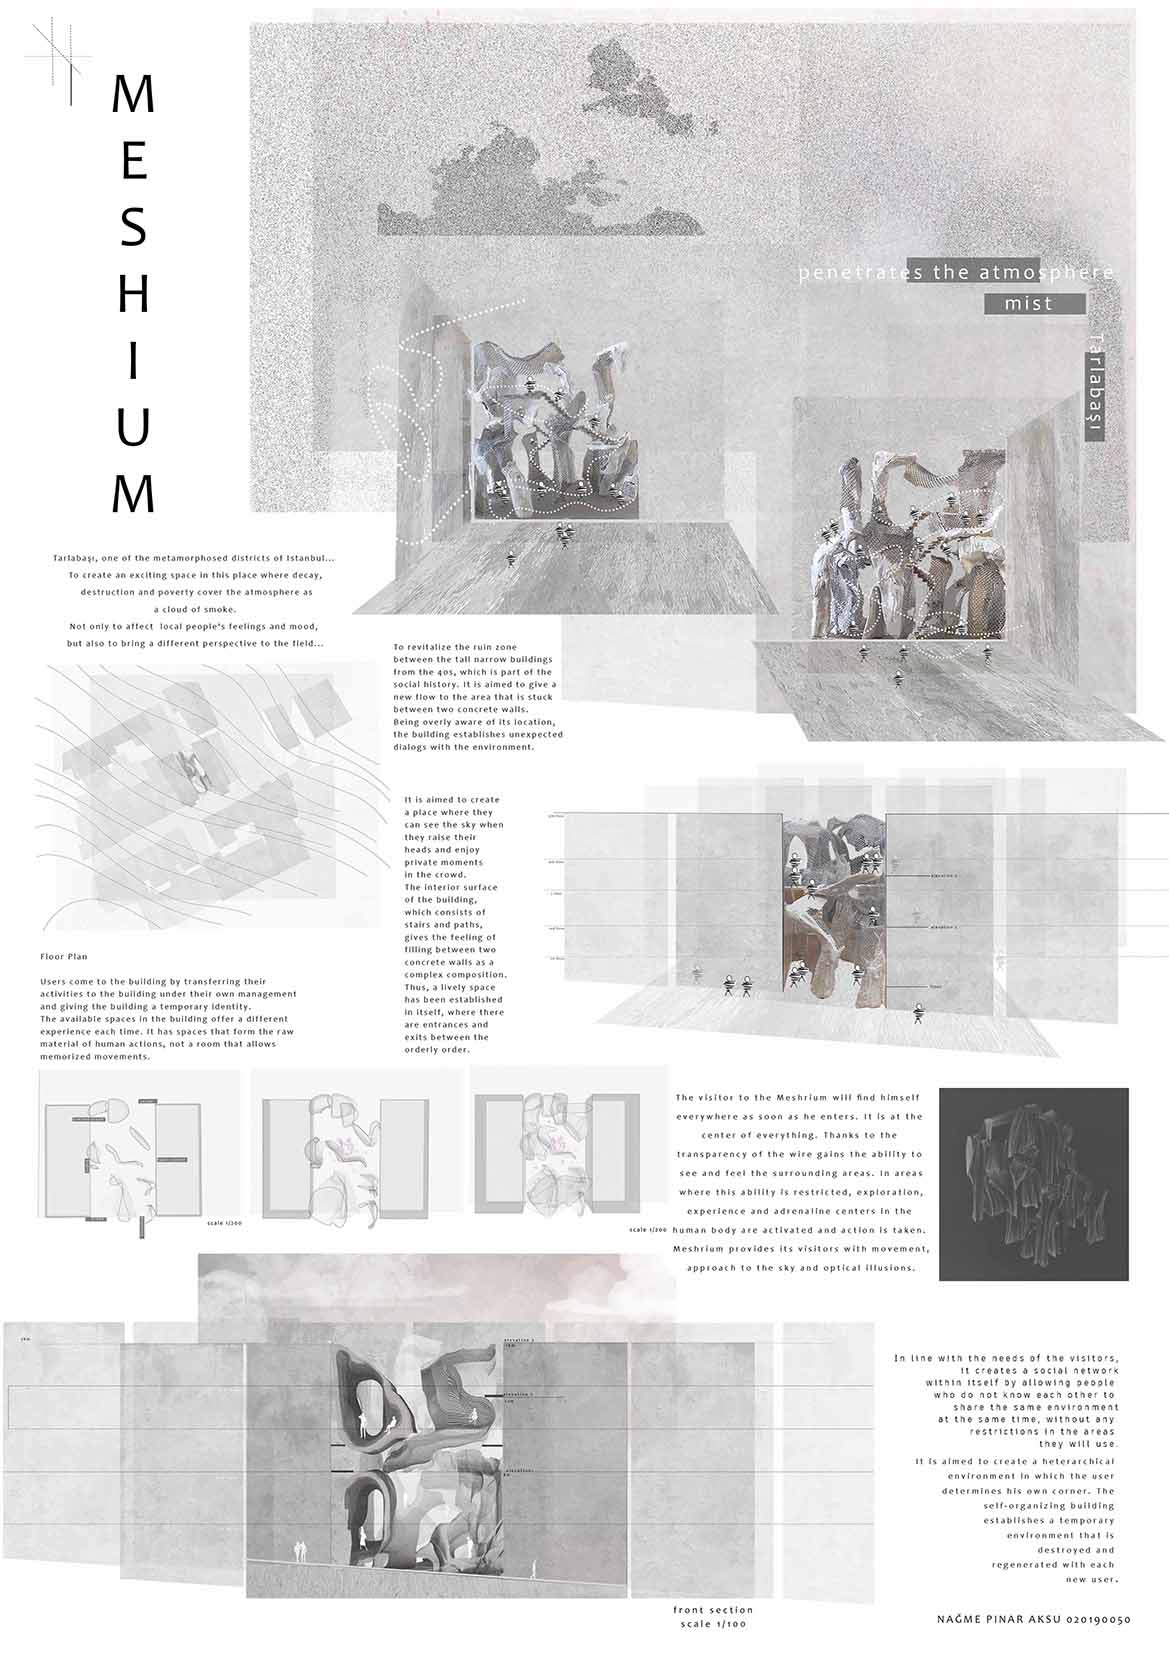 MESHIUM
penetrates the atmosphere
mist
Tarlabaşı
Tarlabaşı, one of the metamorphosed districts of Istanbul...
To create an exciting space in this place where decay,
destruction and poverty cover the atmosphere as
a cloud of smoke.
Not only to affect local people's feelings and mood,
but also to bring a different perspective to the field...
To revitalize the ruin zone
between the tall narrow buildings
from the 40s, which is part of the
social history. It is aimed to give a
new flow to the area that is stuck
between two concrete walls.
Being overly aware of its location,
the building establishes unexpected
dialogs with the environment.
It is aimed to create
a place where they
can see the sky when
they raise their
heads and enjoy
private moments
in the crowd.
The interior surface
of the building,
which consists of
stairs and paths,
gives the feeling of
filling between two
concrete walls as a
complex composition.
Thus, a lively space
has been established
in itself, where there
are entrances and
exits between the
orderly order.
Floor Plan
Users come to the building by transferring their
activities to the building under their own management
and giving the building a temporary identity.
The available spaces in the building offer a different
experience each time. It has spaces that form the raw
material of human actions, not a room that allows
memorized movements.
scale 1/200
scale 1/200
The visitor to the Meshrium will find himself
everywhere as soon as he enters. It is at the
center of everything. Thanks to the
transparency of the wire gains the ability to
see and feel the surrounding areas. In areas
where this ability is restricted, exploration,
experience and adrenaline centers in the
human body are activated and action is taken.
Meshrium provides its visitors with movement,
approach to the sky and optical illusions.
In line with the needs of the visitors,
it creates a social network
within itself by allowing people
who do not know each other to
share the same environment
at the same time, without any
restrictions in the areas
they will use.
It is aimed to create a heterarchical
environment in which the user
determines his own corner. The
self-organizing building
establishes a temporary
environment that is
destroyed and
regenerated with each
new user.
front section
scale 1/100
NAĞME PINAR AKSU 020190050